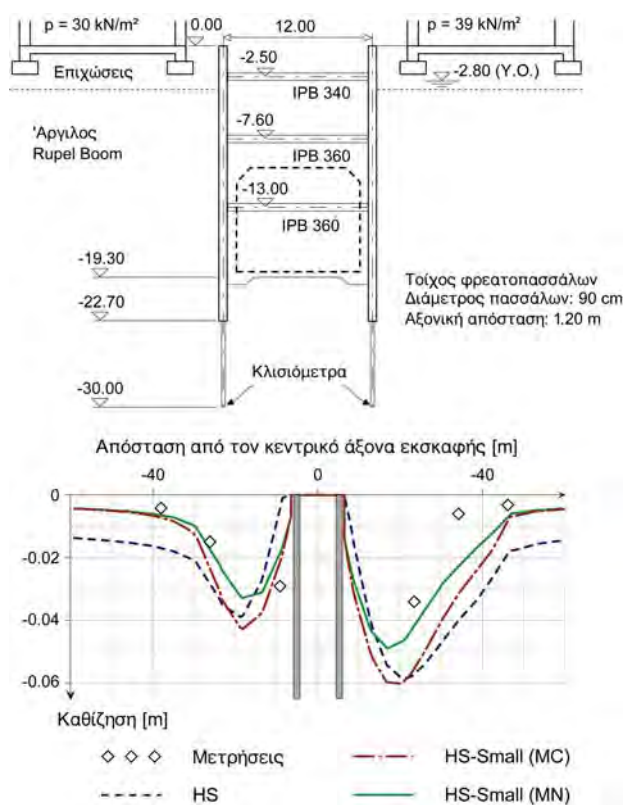 p = 30 kN/m²
0.00
12.00
p = 39 kN/m²
Επιχώσεις
-2.50
-2.80 (Υ.Ο.)
IPB 340
'Αργιλος
Rupel Boom
-7.60
IPB 360
-13.00
IPB 360
-19.30
-22.70
Τοίχος φρεατοπασσάλων
Διάμετρος πασσάλων: 90 cm
Αξονική απόσταση: 1.20 m
-30.00
Κλισιόμετρα
Απόσταση από τον κεντρικό άξονα εκσκαφής [m]
-40
0
-40
0
-0.02
-0.04
-0.06
Καθίζηση [m]
Μετρήσεις
HS-Small (MC)
HS
HS-Small (MN)